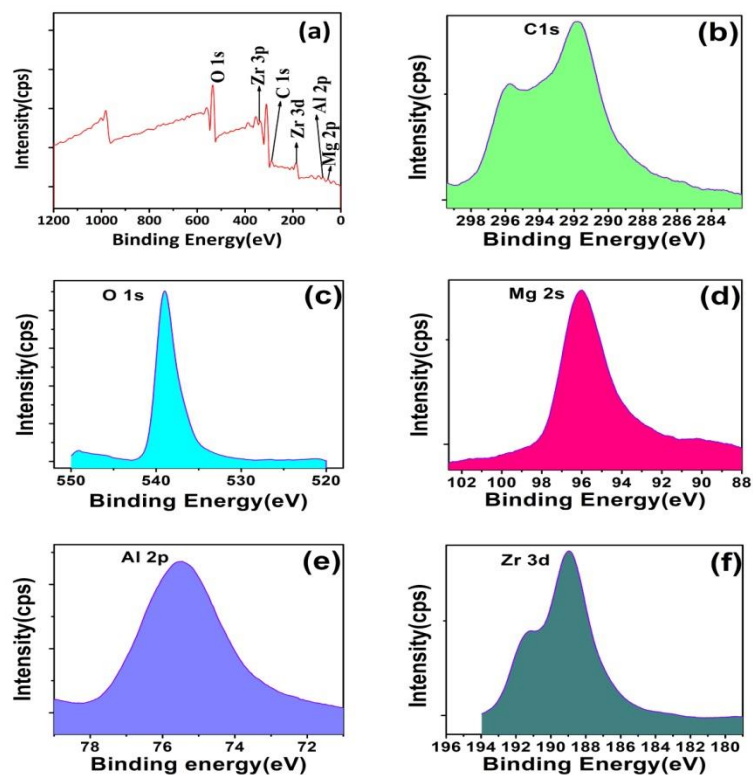 (a)
Intensity(cps)
O 1s
Zr 3p
C 1s
Zr 3d
Al 2p
Mg 2p
1200 1000 800 600 400 200 0
Binding Energy(eV)
(b)
C1s
Intensity(cps)
298 296 294 292 290 288 286 284
Binding Energy(eV)
(c)
O 1s
Intensity(cps)
550 540 530 520
Binding Energy(eV)
(d)
Mg 2s
Intensity(cps)
102 100 98 96 94 92 90 88
Binding Energy(eV)
(e)
Al 2p
Intensity(cps)
78 76 74 72
Binding energy(eV)
(f)
Zr 3d
Intensity(cps)
196 194 192 190 188 186 184 182 180
Binding Energy(eV)